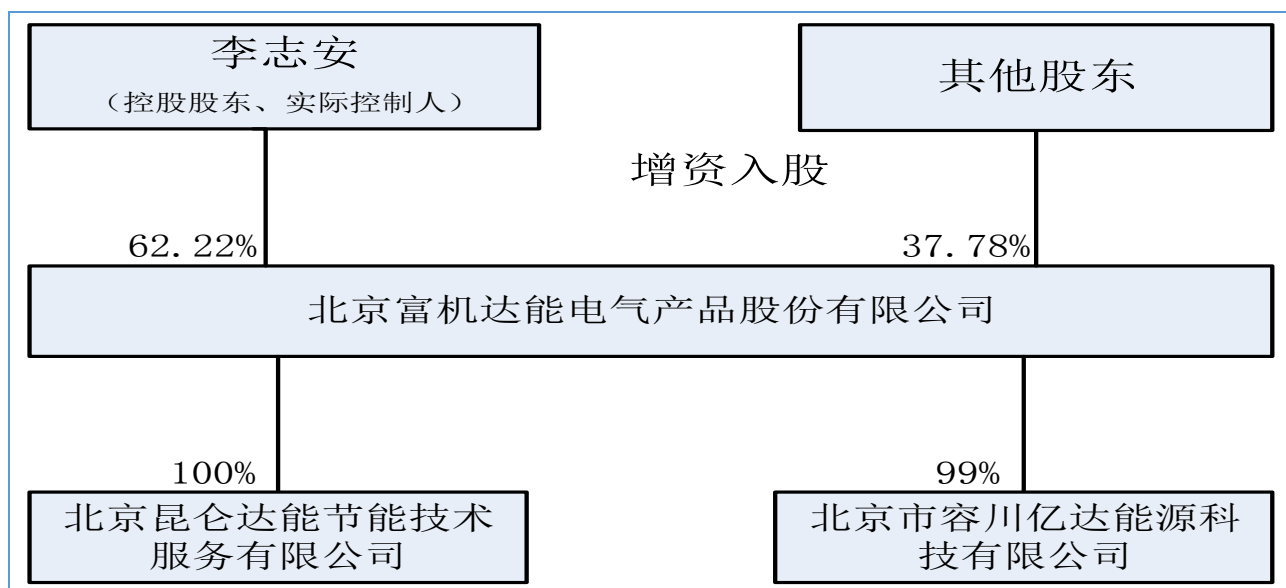 李志安
（控股股东、实际控制人）
其他股东
增资入股
62.22%
37.78%
北京富机达能电气产品股份有限公司
100%
99%
北京昆仑达能节能技术
服务有限公司
北京市容川亿达能源科
技有限公司